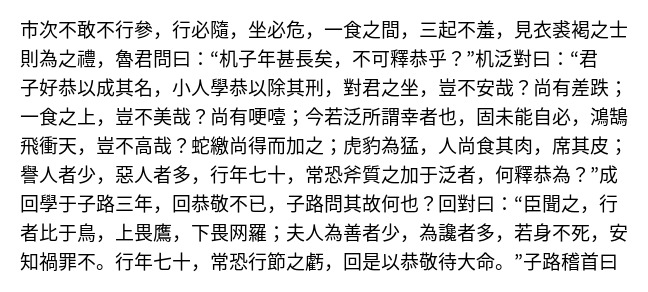 市次不敢不行參，行必隨，坐必危，一食之間，三起不羞，見衣裘褐之士
則為之禮，魯君問曰：“机子年甚長矣，不可釋恭乎？”机泛對曰：“君
子好恭以成其名，小人學恭以除其刑，對君之坐，豈不安哉？尚有差跌；
一食之上，豈不美哉？尚有哽噎；今若泛所謂幸者也，固未能自必，鴻鵠
飛衝天，豈不高哉？蛇繳尚得而加之；虎豹為猛，人尚食其肉，席其皮；
譽人者少，惡人者多，行年七十，常恐斧質之加于泛者，何釋恭為？”成
回學于子路三年，回恭敬不已，子路問其故何也？回對曰：“臣聞之，行
者比于鳥，上畏鷹，下畏网羅；夫人為善者少，為讒者多，若身不死，安
知禍罪不。行年七十，常恐行節之虧，回是以恭敬待大命。”子路稽首曰